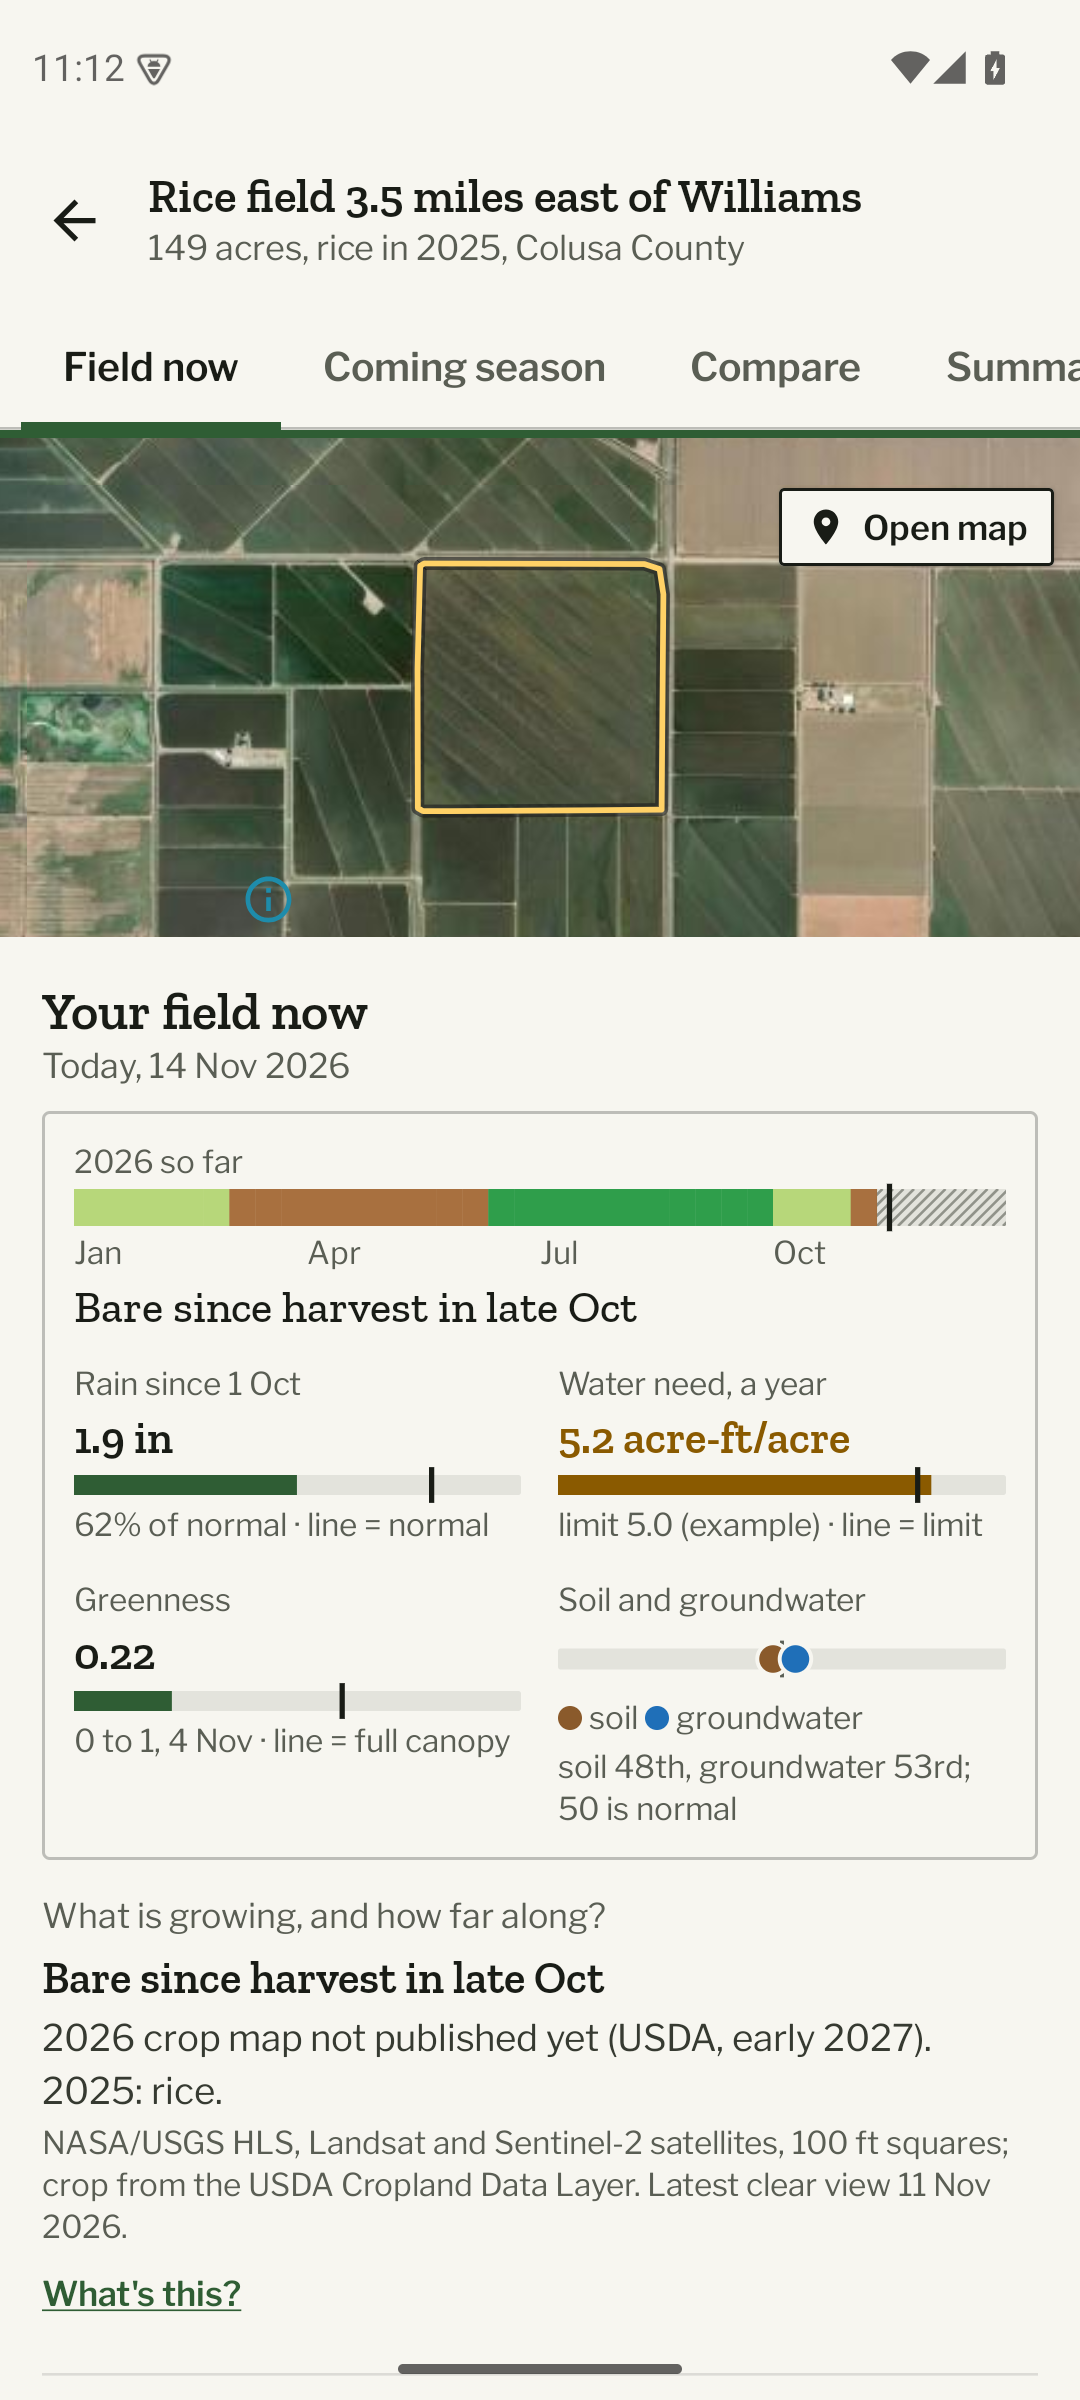 11:12
Rice field 3.5 miles east of Williams
149 acres, rice in 2025, Colusa County
Field now
Coming season
Compare
Summa
Open map
Your field now
Today, 14 Nov 2026
2026 so far
Jan Apr Jul Oct
Bare since harvest in late Oct
Rain since 1 Oct
1.9 in
62% of normal · line = normal
Water need, a year
5.2 acre-ft/acre
limit 5.0 (example) · line = limit
Greenness
0.22
0 to 1, 4 Nov · line = full canopy
Soil and groundwater
soil groundwater
soil 48th, groundwater 53rd;
50 is normal
What is growing, and how far along?
Bare since harvest in late Oct
2026 crop map not published yet (USDA, early 2027).
2025: rice.
NASA/USGS HLS, Landsat and Sentinel-2 satellites, 100 ft squares;
crop from the USDA Cropland Data Layer. Latest clear view 11 Nov
2026.
What's this?